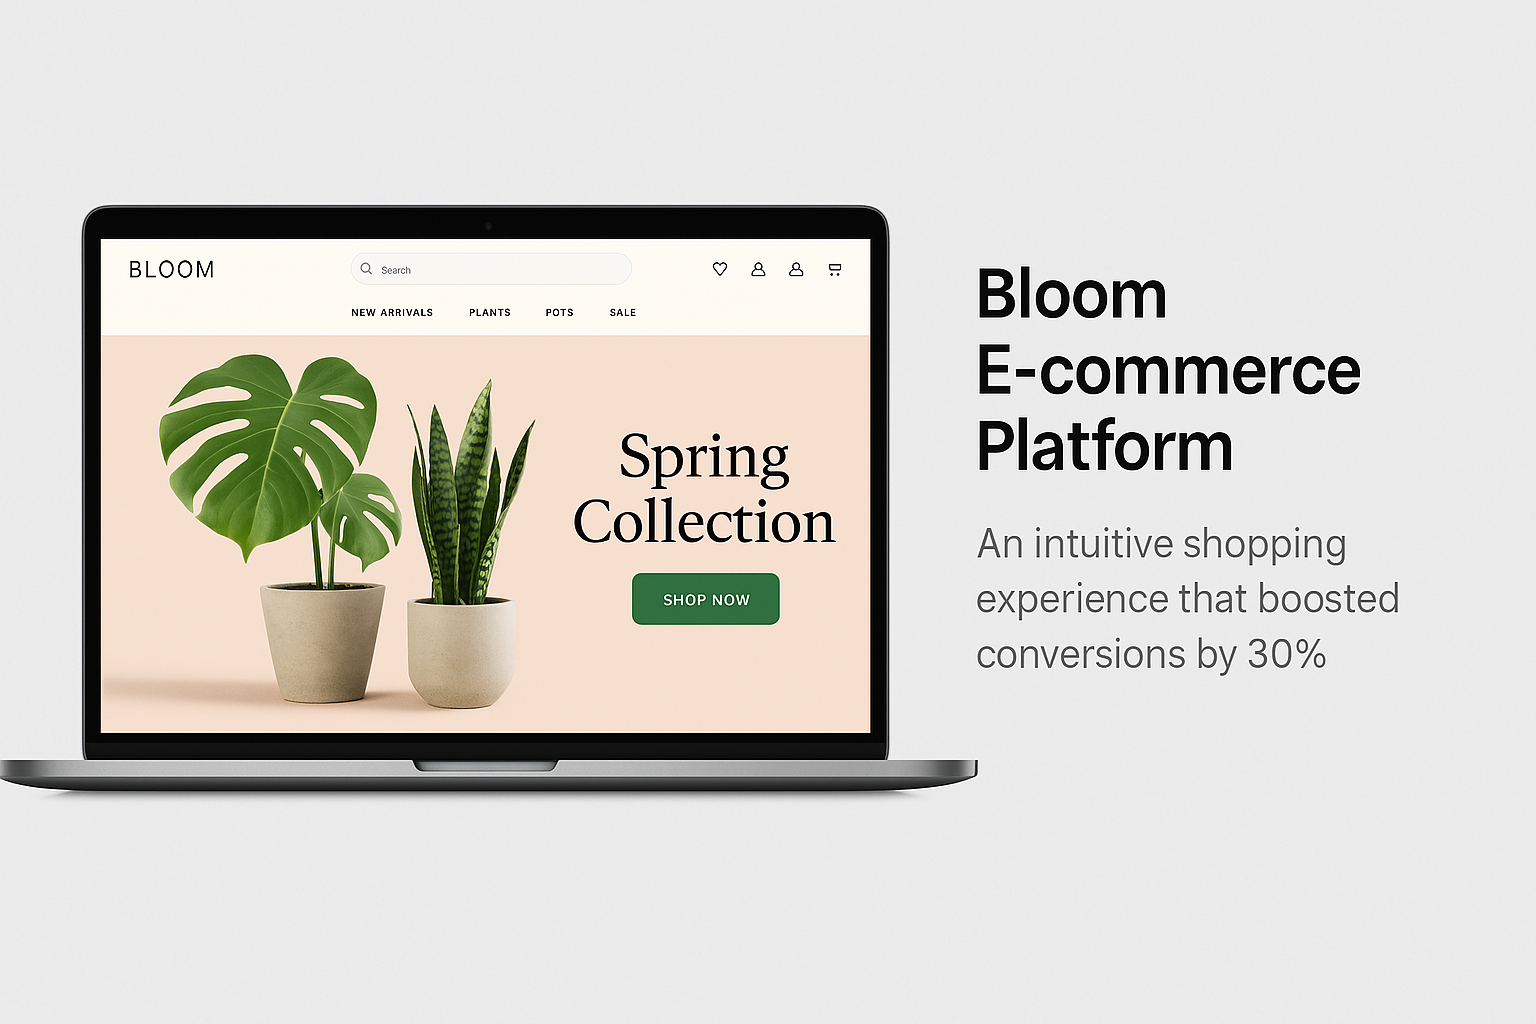 BLOOM
Search
NEW ARRIVALS PLANTS POTS SALE
Spring
Collection
SHOP NOW
Bloom
E-commerce
Platform
An intuitive shopping
experience that boosted
conversions by 30%